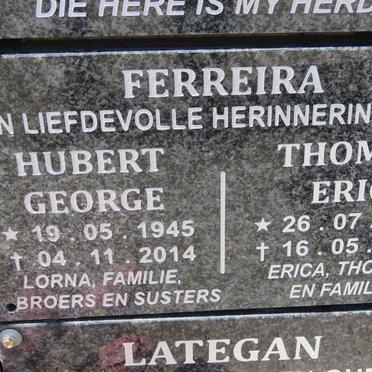 DIE HERE IS MY HERD
FERREIRA
N LIEFDEVOLLE HERINNERIN
HUBERT
GEORGE
★ 19 . 05 . 1945
† 04 . 11 . 2014
LORNA, FAMILIE,
BROERS EN SUSTERS
THOM
ERIC
★ 26 . 07 .
† 16 . 05 .
ERICA, THO
EN FAMIL
LATEGAN